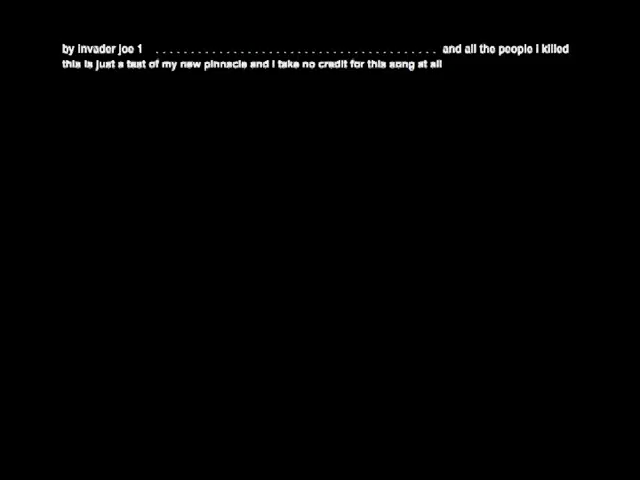 by invader joe 1 . . . . . . . . . . . . . . . . . . . . . . . . . . . . . . . . . . . . . . . . and all the people i killed
this is just a test of my new pinnacle and i take no credit for this song at all